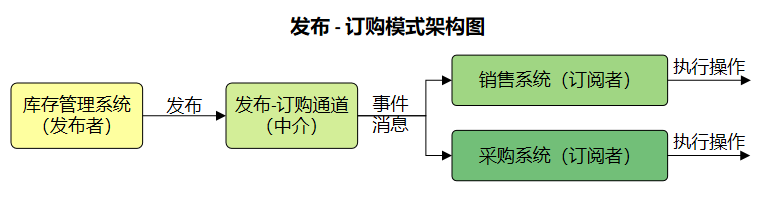 发布 - 订购模式架构图
库存管理系统
（发布者）
发布
发布-订购通道
（中介）
事件
消息
销售系统（订阅者）
执行操作
采购系统（订阅者）
执行操作